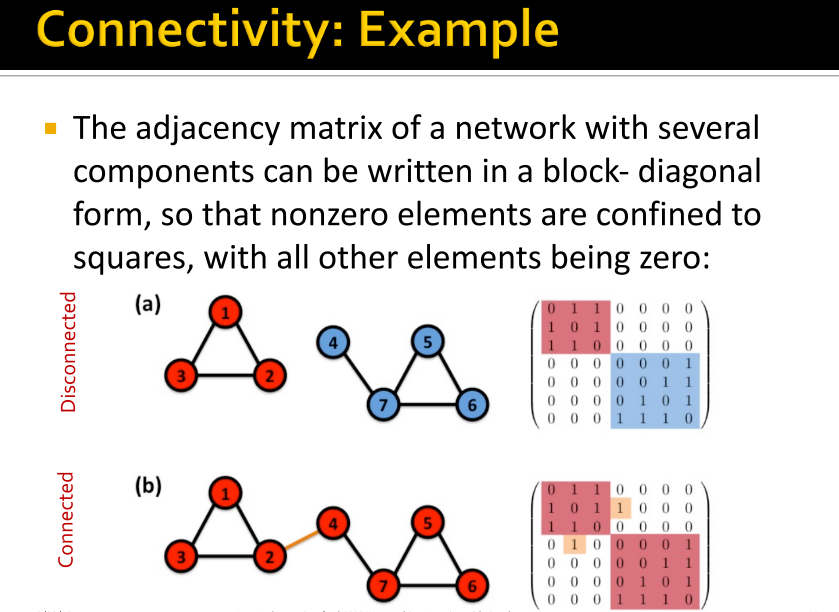 Connectivity: Example
The adjacency matrix of a network with several
components can be written in a block- diagonal
form, so that nonzero elements are confined to
squares, with all other elements being zero:
Disconnected
(a)
1
3
2
4
5
7
6
0 1 1 0 0 0 0
1 0 1 0 0 0 0
1 1 0 0 0 0 0
0 0 0 0 0 0 1
0 0 0 0 0 1 1
0 0 0 0 1 0 1
0 0 0 1 1 1 0
Connected
(b)
1
3
2
4
5
7
6
0 1 1 0 0 0 0
1 0 1 1 0 0 0
1 1 0 0 0 0 0
0 1 0 0 0 0 1
0 0 0 0 0 1 1
0 0 0 0 1 0 1
0 0 0 1 1 1 0